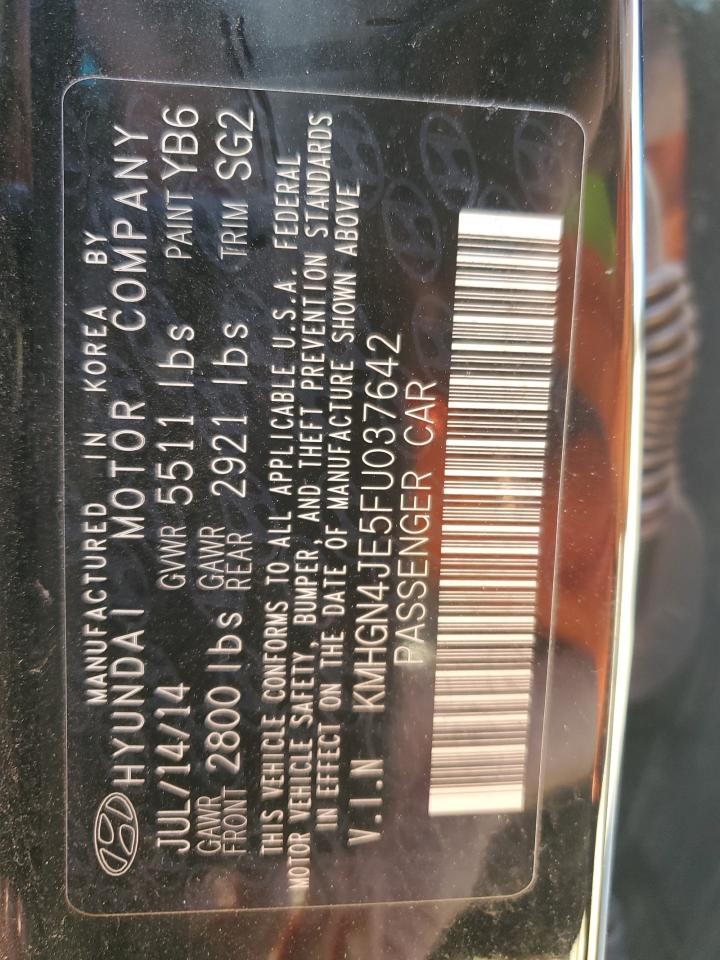 MANUFACTURED IN KOREA BY
HYUNDAI MOTOR COMPANY
JUL/14/14 GVWR 5511 lbs PAINT YB6
GAWR FRONT 2800 lbs GAWR REAR 2921 lbs TRIM SG2
THIS VEHICLE CONFORMS TO ALL APPLICABLE U.S.A. FEDERAL
MOTOR VEHICLE SAFETY, BUMPER, AND THEFT PREVENTION STANDARDS
IN EFFECT ON THE DATE OF MANUFACTURE SHOWN ABOVE
V.I.N KMHGN4JE5FU037642
PASSENGER CAR